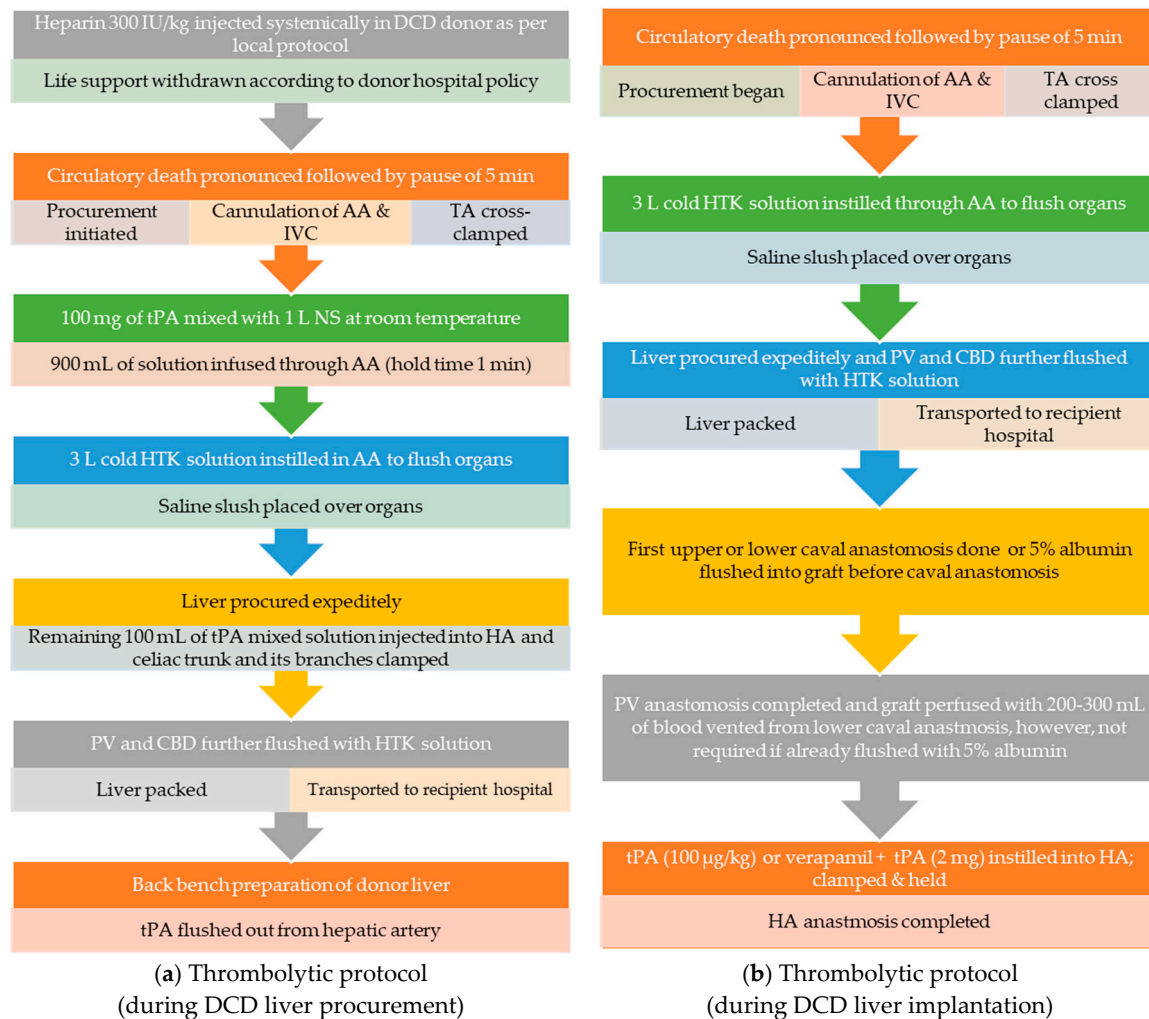 Heparin 300 IU/kg injected systemically in DCD donor as per
local protocol
Life support withdrawn according to donor hospital policy
Circulatory death pronounced followed by pause of 5 min
Procurement
initiated
Cannulation of AA &
IVC
TA cross-
clamped
100 mg of tPA mixed with 1 L NS at room temperature
900 mL of solution infused through AA (hold time 1 min)
3 L cold HTK solution instilled in AA to flush organs
Saline slush placed over organs
Liver procured expeditely
Remaining 100 mL of tPA mixed solution injected into HA and
celiac trunk and its branches clamped
PV and CBD further flushed with HTK solution
Liver packed
Transported to recipient hospital
Back bench preparation of donor liver
tPA flushed out from hepatic artery
(a) Thrombolytic protocol
(during DCD liver procurement)
Circulatory death pronounced followed by pause of 5 min
Procurement began
Cannulation of AA &
IVC
TA cross
clamped
3 L cold HTK solution instilled through AA to flush organs
Saline slush placed over organs
Liver procured expeditely and PV and CBD further flushed
with HTK solution
Liver packed
Transported to recipient
hospital
First upper or lower caval anastomosis done or 5% albumin
flushed into graft before caval anastomosis
PV anastomosis completed and graft perfused with 200-300 mL
of blood vented from lower caval anastmosis, however, not
required if already flushed with 5% albumin
tPA (100 µg/kg) or verapamil + tPA (2 mg) instilled into HA;
clamped & held
HA anastmosis completed
(b) Thrombolytic protocol
(during DCD liver implantation)